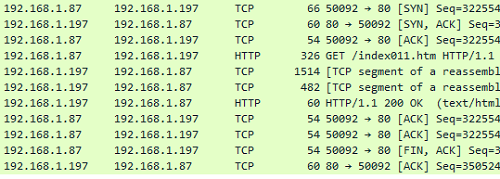 192.168.1.87 192.168.1.197 TCP 66 50092 → 80 [SYN] Seq=322554
192.168.1.197 192.168.1.87 TCP 60 80 → 50092 [SYN, ACK] Seq=3
192.168.1.87 192.168.1.197 TCP 54 50092 → 80 [ACK] Seq=322554
192.168.1.87 192.168.1.197 HTTP 326 GET /index011.htm HTTP/1.1
192.168.1.197 192.168.1.87 TCP 1514 [TCP segment of a reassembl
192.168.1.197 192.168.1.87 TCP 482 [TCP segment of a reassembl
192.168.1.197 192.168.1.87 HTTP 60 HTTP/1.1 200 OK (text/html
192.168.1.87 192.168.1.197 TCP 54 50092 → 80 [ACK] Seq=322554
192.168.1.87 192.168.1.197 TCP 54 50092 → 80 [ACK] Seq=322554
192.168.1.87 192.168.1.197 TCP 54 50092 → 80 [FIN, ACK] Seq=3
192.168.1.197 192.168.1.87 TCP 60 80 → 50092 [ACK] Seq=350524